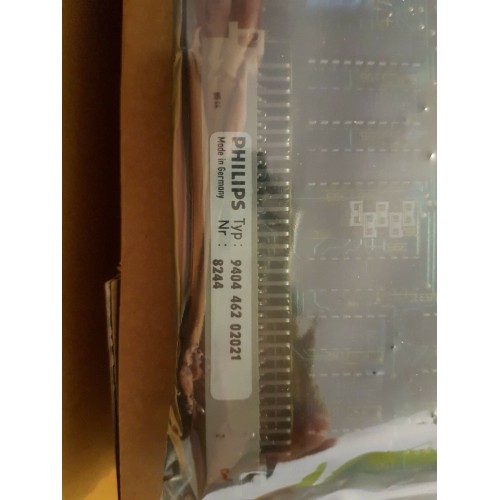 PHILIPS Typ : 9404 462 02021
Made in Germany Nr : 8244